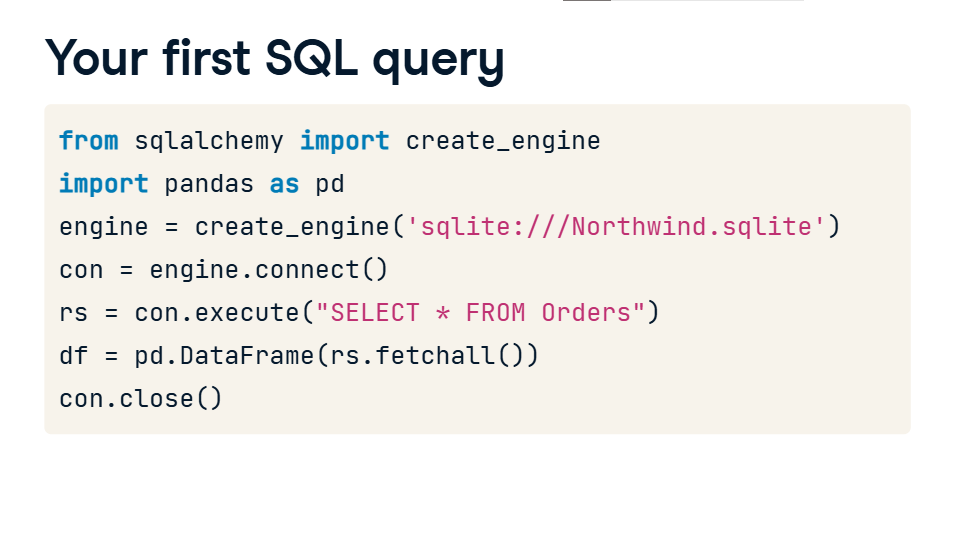 Your first SQL query
from sqlalchemy import create_engine
import pandas as pd
engine = create_engine('sqlite:///Northwind.sqlite')
con = engine.connect()
rs = con.execute("SELECT * FROM Orders")
df = pd.DataFrame(rs.fetchall())
con.close()